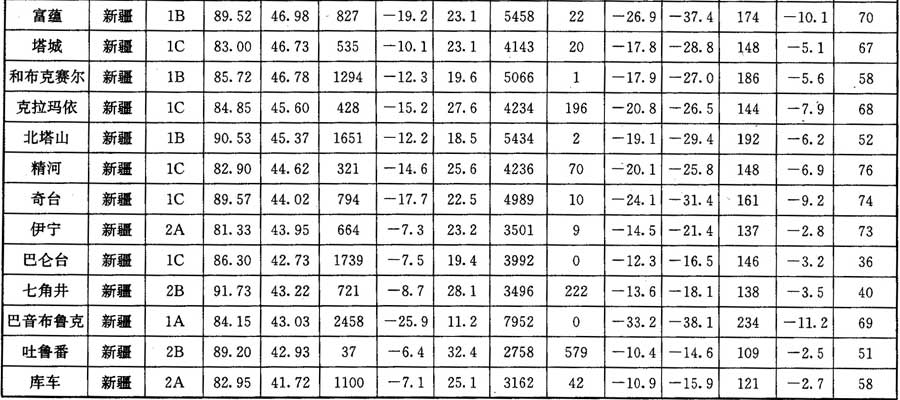 富蕴 新疆 1B 89.52 46.98 827 −19.2 23.1 5458 22 −26.9 −37.4 174 −10.1 70
塔城 新疆 1C 83.00 46.73 535 −10.1 23.1 4143 20 −17.8 −28.8 148 −5.1 67
和布克赛尔 新疆 1B 85.72 46.78 1294 −12.3 19.6 5066 1 −17.9 −27.0 186 −5.6 58
克拉玛依 新疆 1C 84.85 45.60 428 −15.2 27.6 4234 196 −20.8 −26.5 144 −7.9 68
北塔山 新疆 1B 90.53 45.37 1651 −12.2 18.5 5434 2 −19.1 −29.4 192 −6.2 52
精河 新疆 1C 82.90 44.62 321 −14.6 25.6 4236 70 −20.1 −25.8 148 −6.9 76
奇台 新疆 1C 89.57 44.02 794 −17.7 22.5 4989 10 −24.1 −31.4 161 −9.2 74
伊宁 新疆 2A 81.33 43.95 664 −7.3 23.2 3501 9 −14.5 −21.4 137 −2.8 73
巴仑台 新疆 1C 86.30 42.73 1739 −7.5 19.4 3992 0 −12.3 −16.5 146 −3.2 36
七角井 新疆 2B 91.73 43.22 721 −8.7 28.1 3496 222 −13.6 −18.1 138 −3.5 40
巴音布鲁克 新疆 1A 84.15 43.03 2458 −25.9 11.2 7952 0 −33.2 −38.1 234 −11.2 69
吐鲁番 新疆 2B 89.20 42.93 37 −6.4 32.4 2758 579 −10.4 −14.6 109 −2.5 51
库车 新疆 2A 82.95 41.72 1100 −7.1 25.1 3162 42 −10.9 −15.9 121 −2.7 58